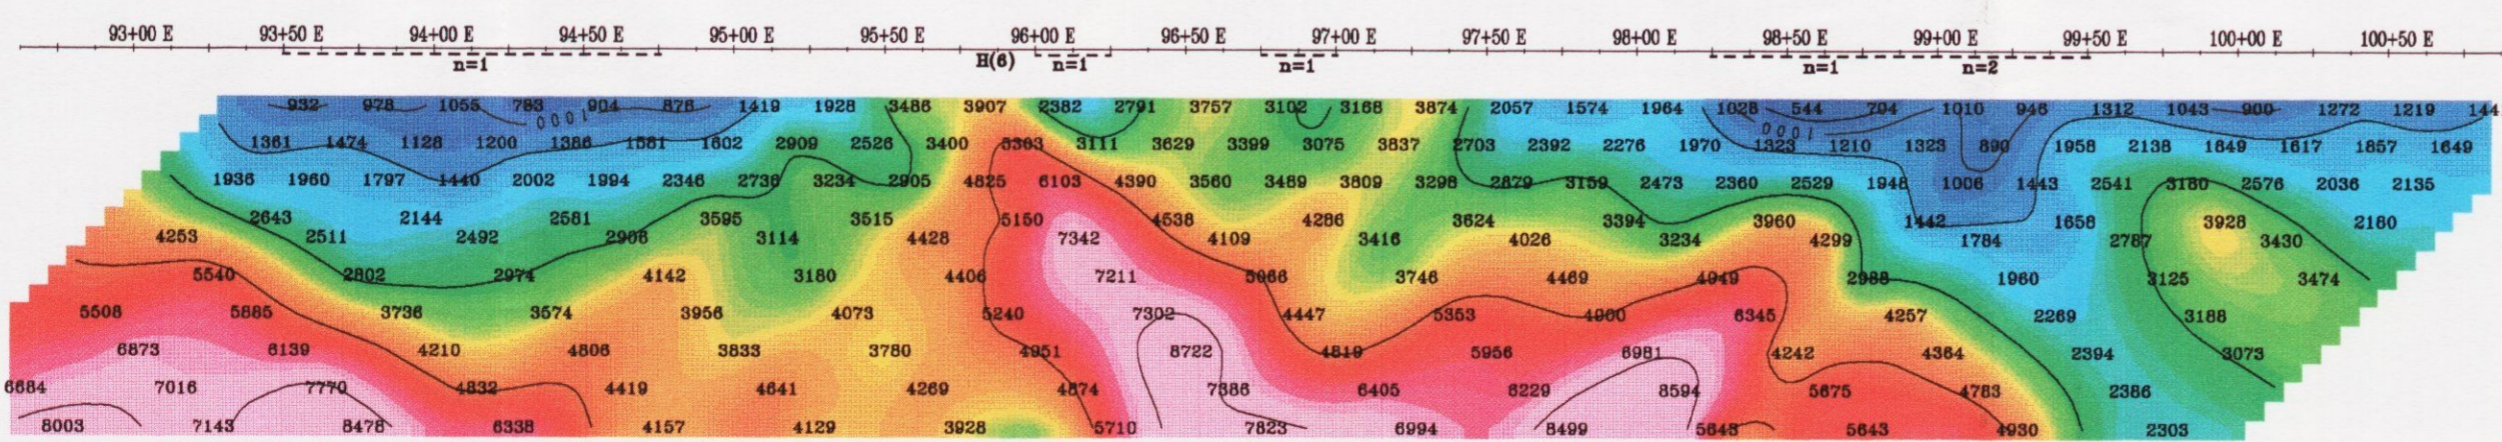 93+00 E 93+50 E 94+00 E 94+50 E 95+00 E 95+50 E 96+00 E 96+50 E 97+00 E 97+50 E 98+00 E 98+50 E 99+00 E 99+50 E 100+00 E 100+50 E
n=1 H(6) n=1 n=1 n=1 n=2
932 978 1055 783 904 876 1419 1928 3486 3907 2382 2791 3757 3102 3168 3874 2057 1574 1964 1028 544 704 1010 946 1312 1043 900 1272 1219 144
1000 1000
1361 1474 1128 1200 1386 1581 1602 2909 2526 3400 5303 3111 3629 3399 3075 3837 2703 2392 2276 1970 1323 1210 1323 890 1958 2138 1849 1617 1857 1649
1936 1960 1797 1440 2002 1994 2346 2736 3234 2905 4825 6103 4390 3560 3489 3809 3298 2879 3159 2473 2360 2529 1948 1006 1443 2541 3180 2576 2036 2135
2643 2144 2581 3595 3515 5150 4538 4286 3624 3394 3960 1442 1658 3928 2180
4253 2511 2492 2908 3114 4428 7342 4109 3416 4026 3234 4299 1784 2787 3430
5540 2802 2974 4142 3180 4406 7211 5066 3746 4469 4949 2988 1960 3125 3474
5508 5885 3736 3574 3956 4073 5240 7302 4447 5353 4900 6345 4257 2269 3188
6873 6139 4210 4806 3833 3780 4951 8722 4819 5956 6981 4242 4364 2394 3073
6684 7016 7770 4832 4419 4641 4269 4874 7386 6405 6229 8594 5675 4783 2386
8003 7143 8478 6338 4157 4129 3928 5710 7823 6994 8499 5643 5643 4930 2303